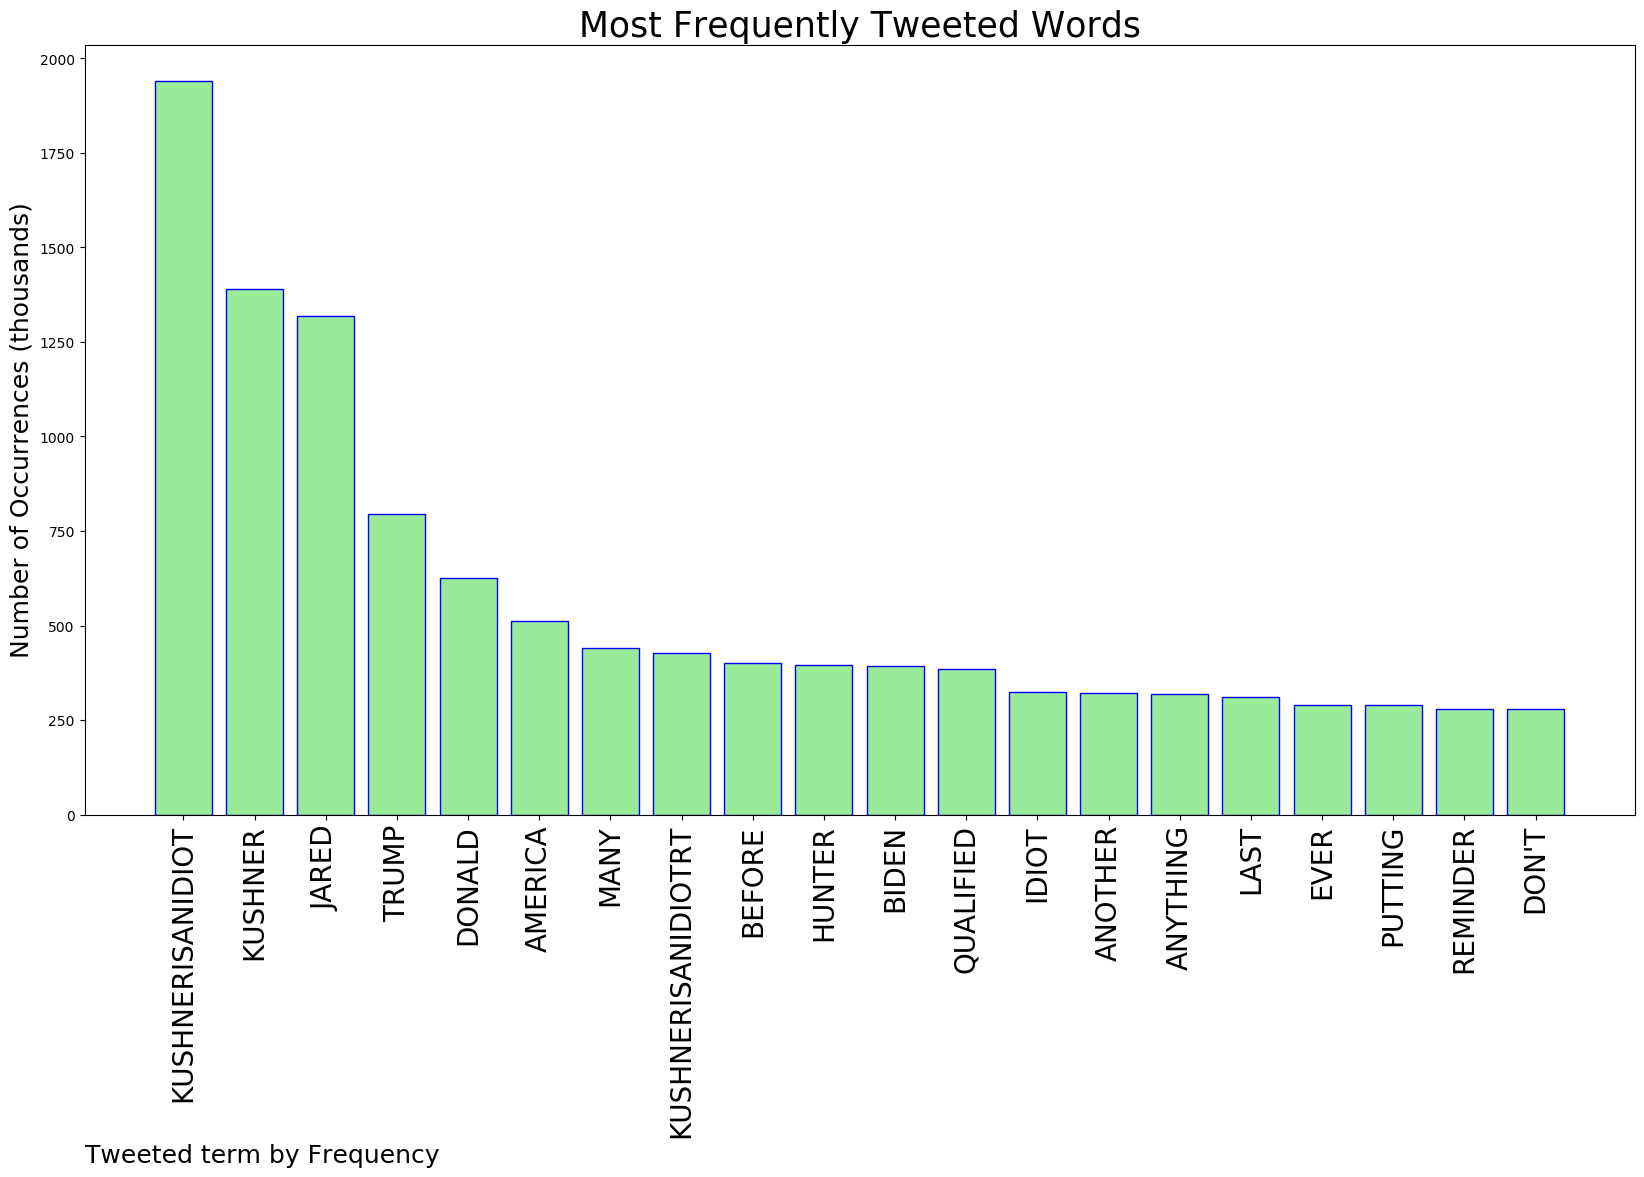 Most Frequently Tweeted Words
Number of Occurrences (thousands)
2000
1750
1500
1250
1000
750
500
250
0
KUSHNERISANIDIOT
KUSHNER
JARED
TRUMP
DONALD
AMERICA
MANY
KUSHNERISANIDIOTRT
BEFORE
HUNTER
BIDEN
QUALIFIED
IDIOT
ANOTHER
ANYTHING
LAST
EVER
PUTTING
REMINDER
DON'T
Tweeted term by Frequency